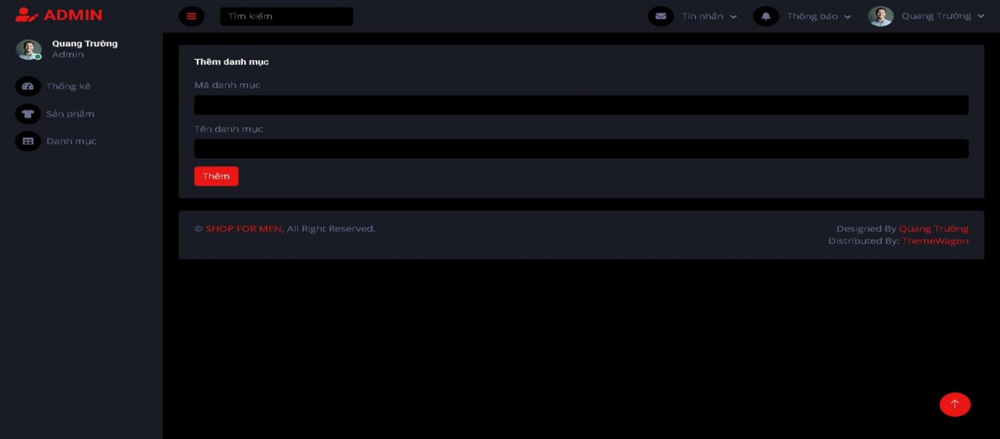 ADMIN
Tìm kiếm
Tin nhắn
Thông báo
Quang Trường
Quang Trường
Admin
Thống kê
Sản phẩm
Danh mục
Thêm danh mục
Mã danh mục
Tên danh mục
Thêm
© SHOP FOR MEN, All Right Reserved.
Designed By Quang Trường
Distributed By: ThemeWagon